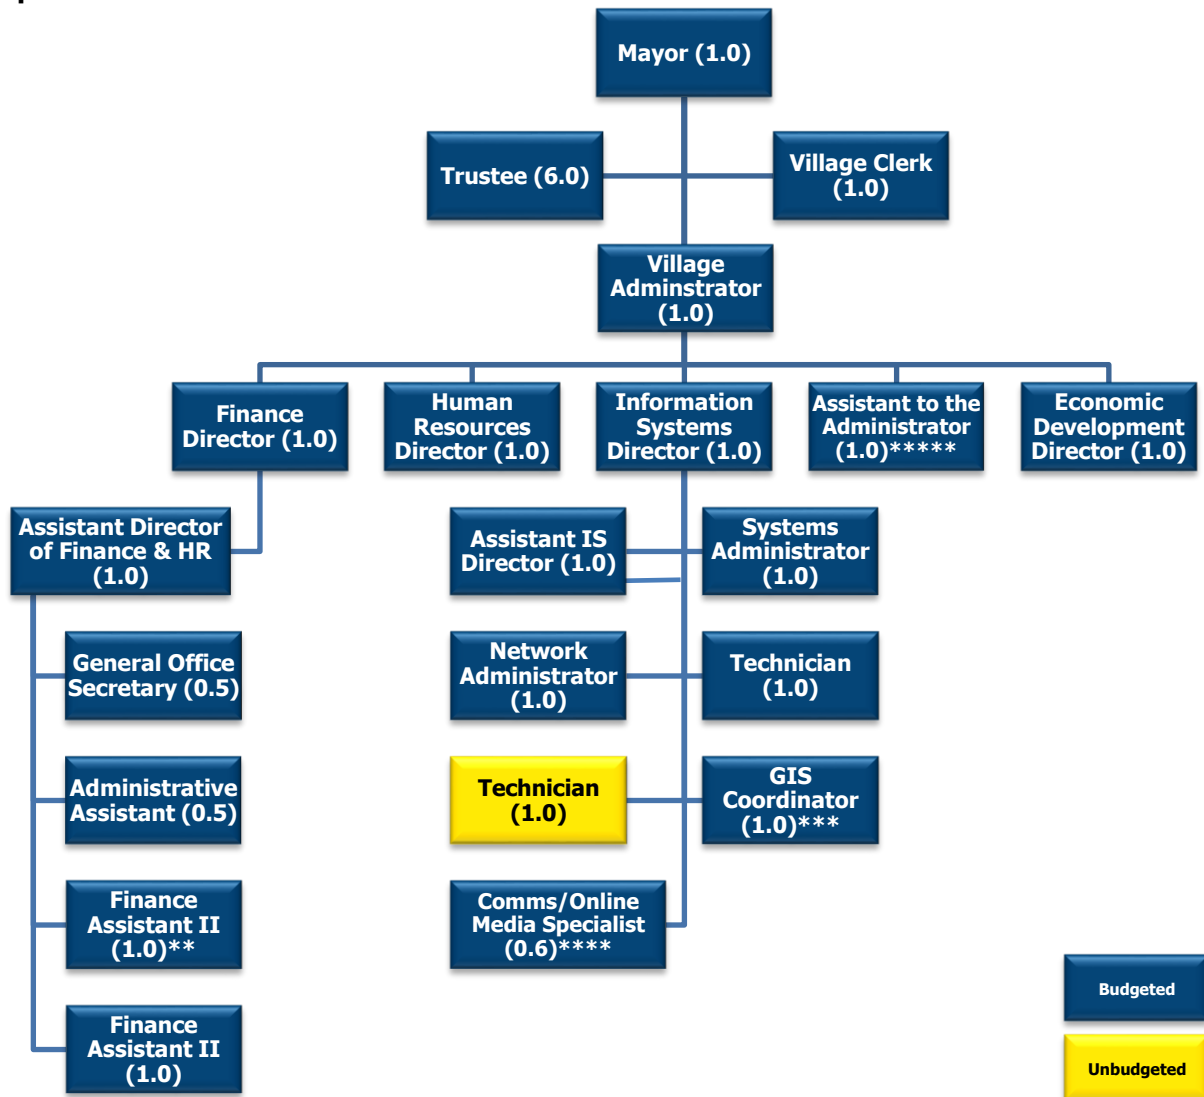 Mayor (1.0)
Trustee (6.0)
Village Clerk
(1.0)
Village
Adminstrator
(1.0)
Finance
Director (1.0)
Human
Resources
Director (1.0)
Information
Systems
Director (1.0)
Assistant to the
Administrator
(1.0)*****
Economic
Development
Director (1.0)
Assistant Director
of Finance & HR
(1.0)
Assistant IS
Director (1.0)
Systems
Administrator
(1.0)
General Office
Secretary (0.5)
Network
Administrator
(1.0)
Technician
(1.0)
Administrative
Assistant (0.5)
Technician
(1.0)
GIS
Coordinator
(1.0)***
Finance
Assistant II
(1.0)**
Comms/Online
Media Specialist
(0.6)****
Finance
Assistant II
(1.0)
Budgeted
Unbudgeted